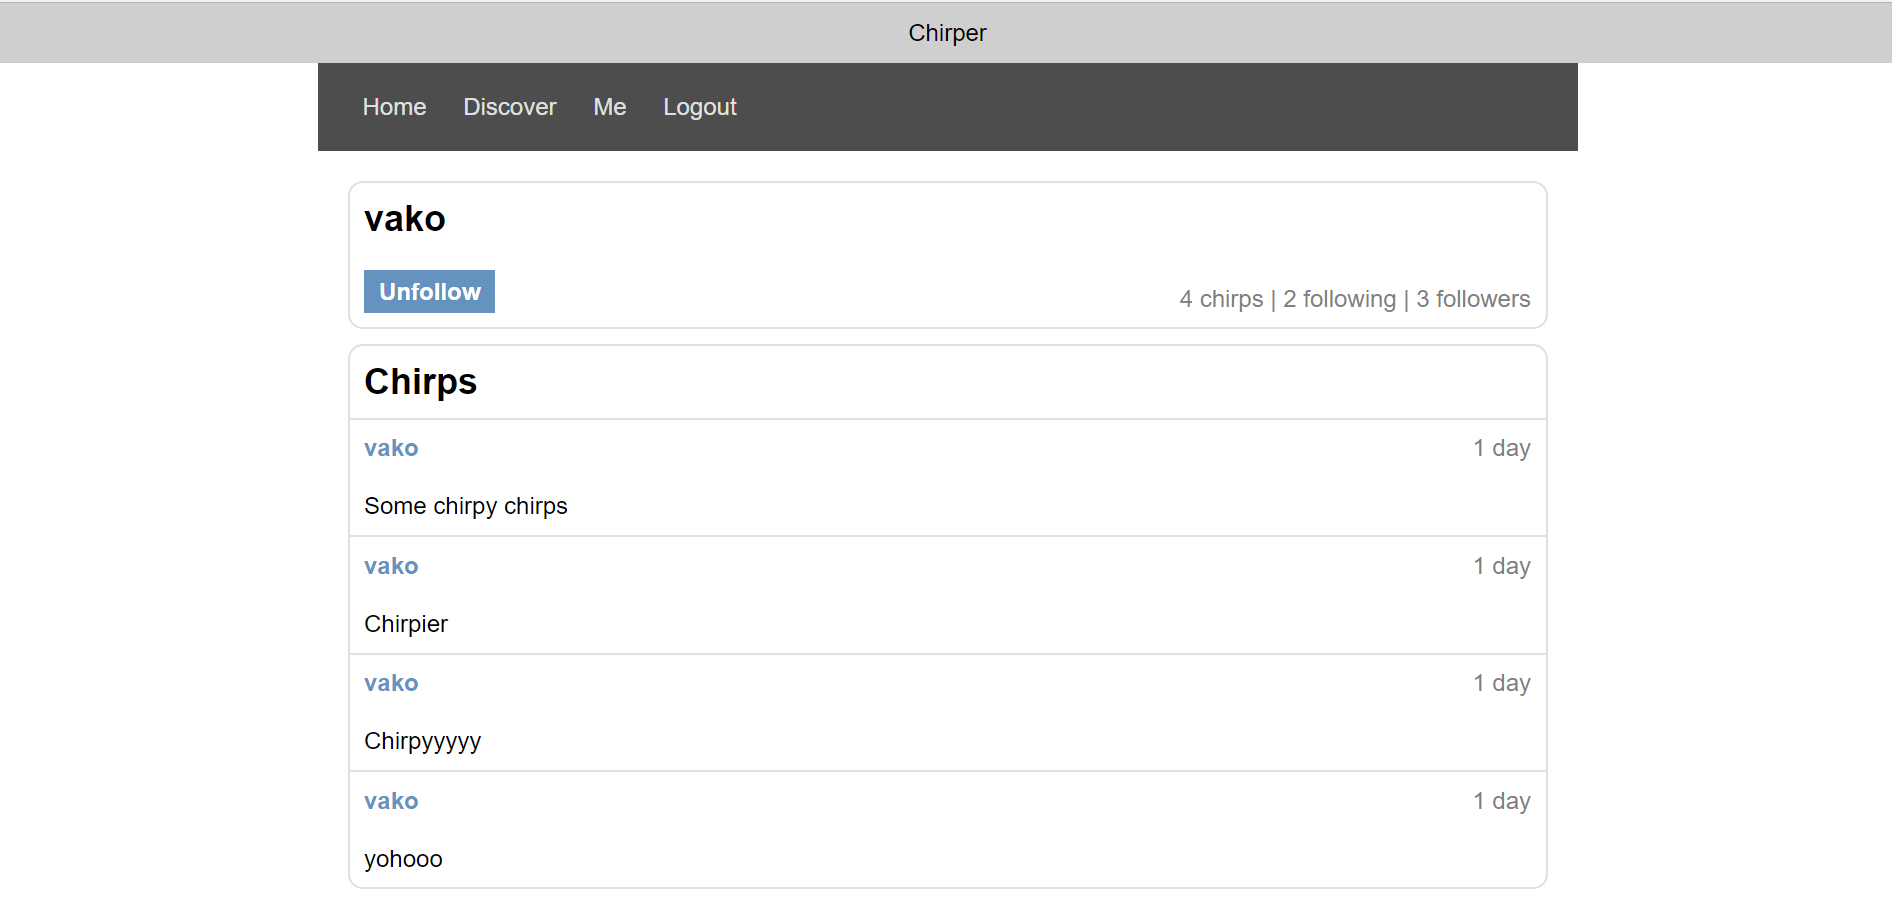 Chirper
Home Discover Me Logout
vako
Unfollow
4 chirps | 2 following | 3 followers
Chirps
vako 1 day
Some chirpy chirps
vako 1 day
Chirpier
vako 1 day
Chirpyyyyy
vako 1 day
yohooo